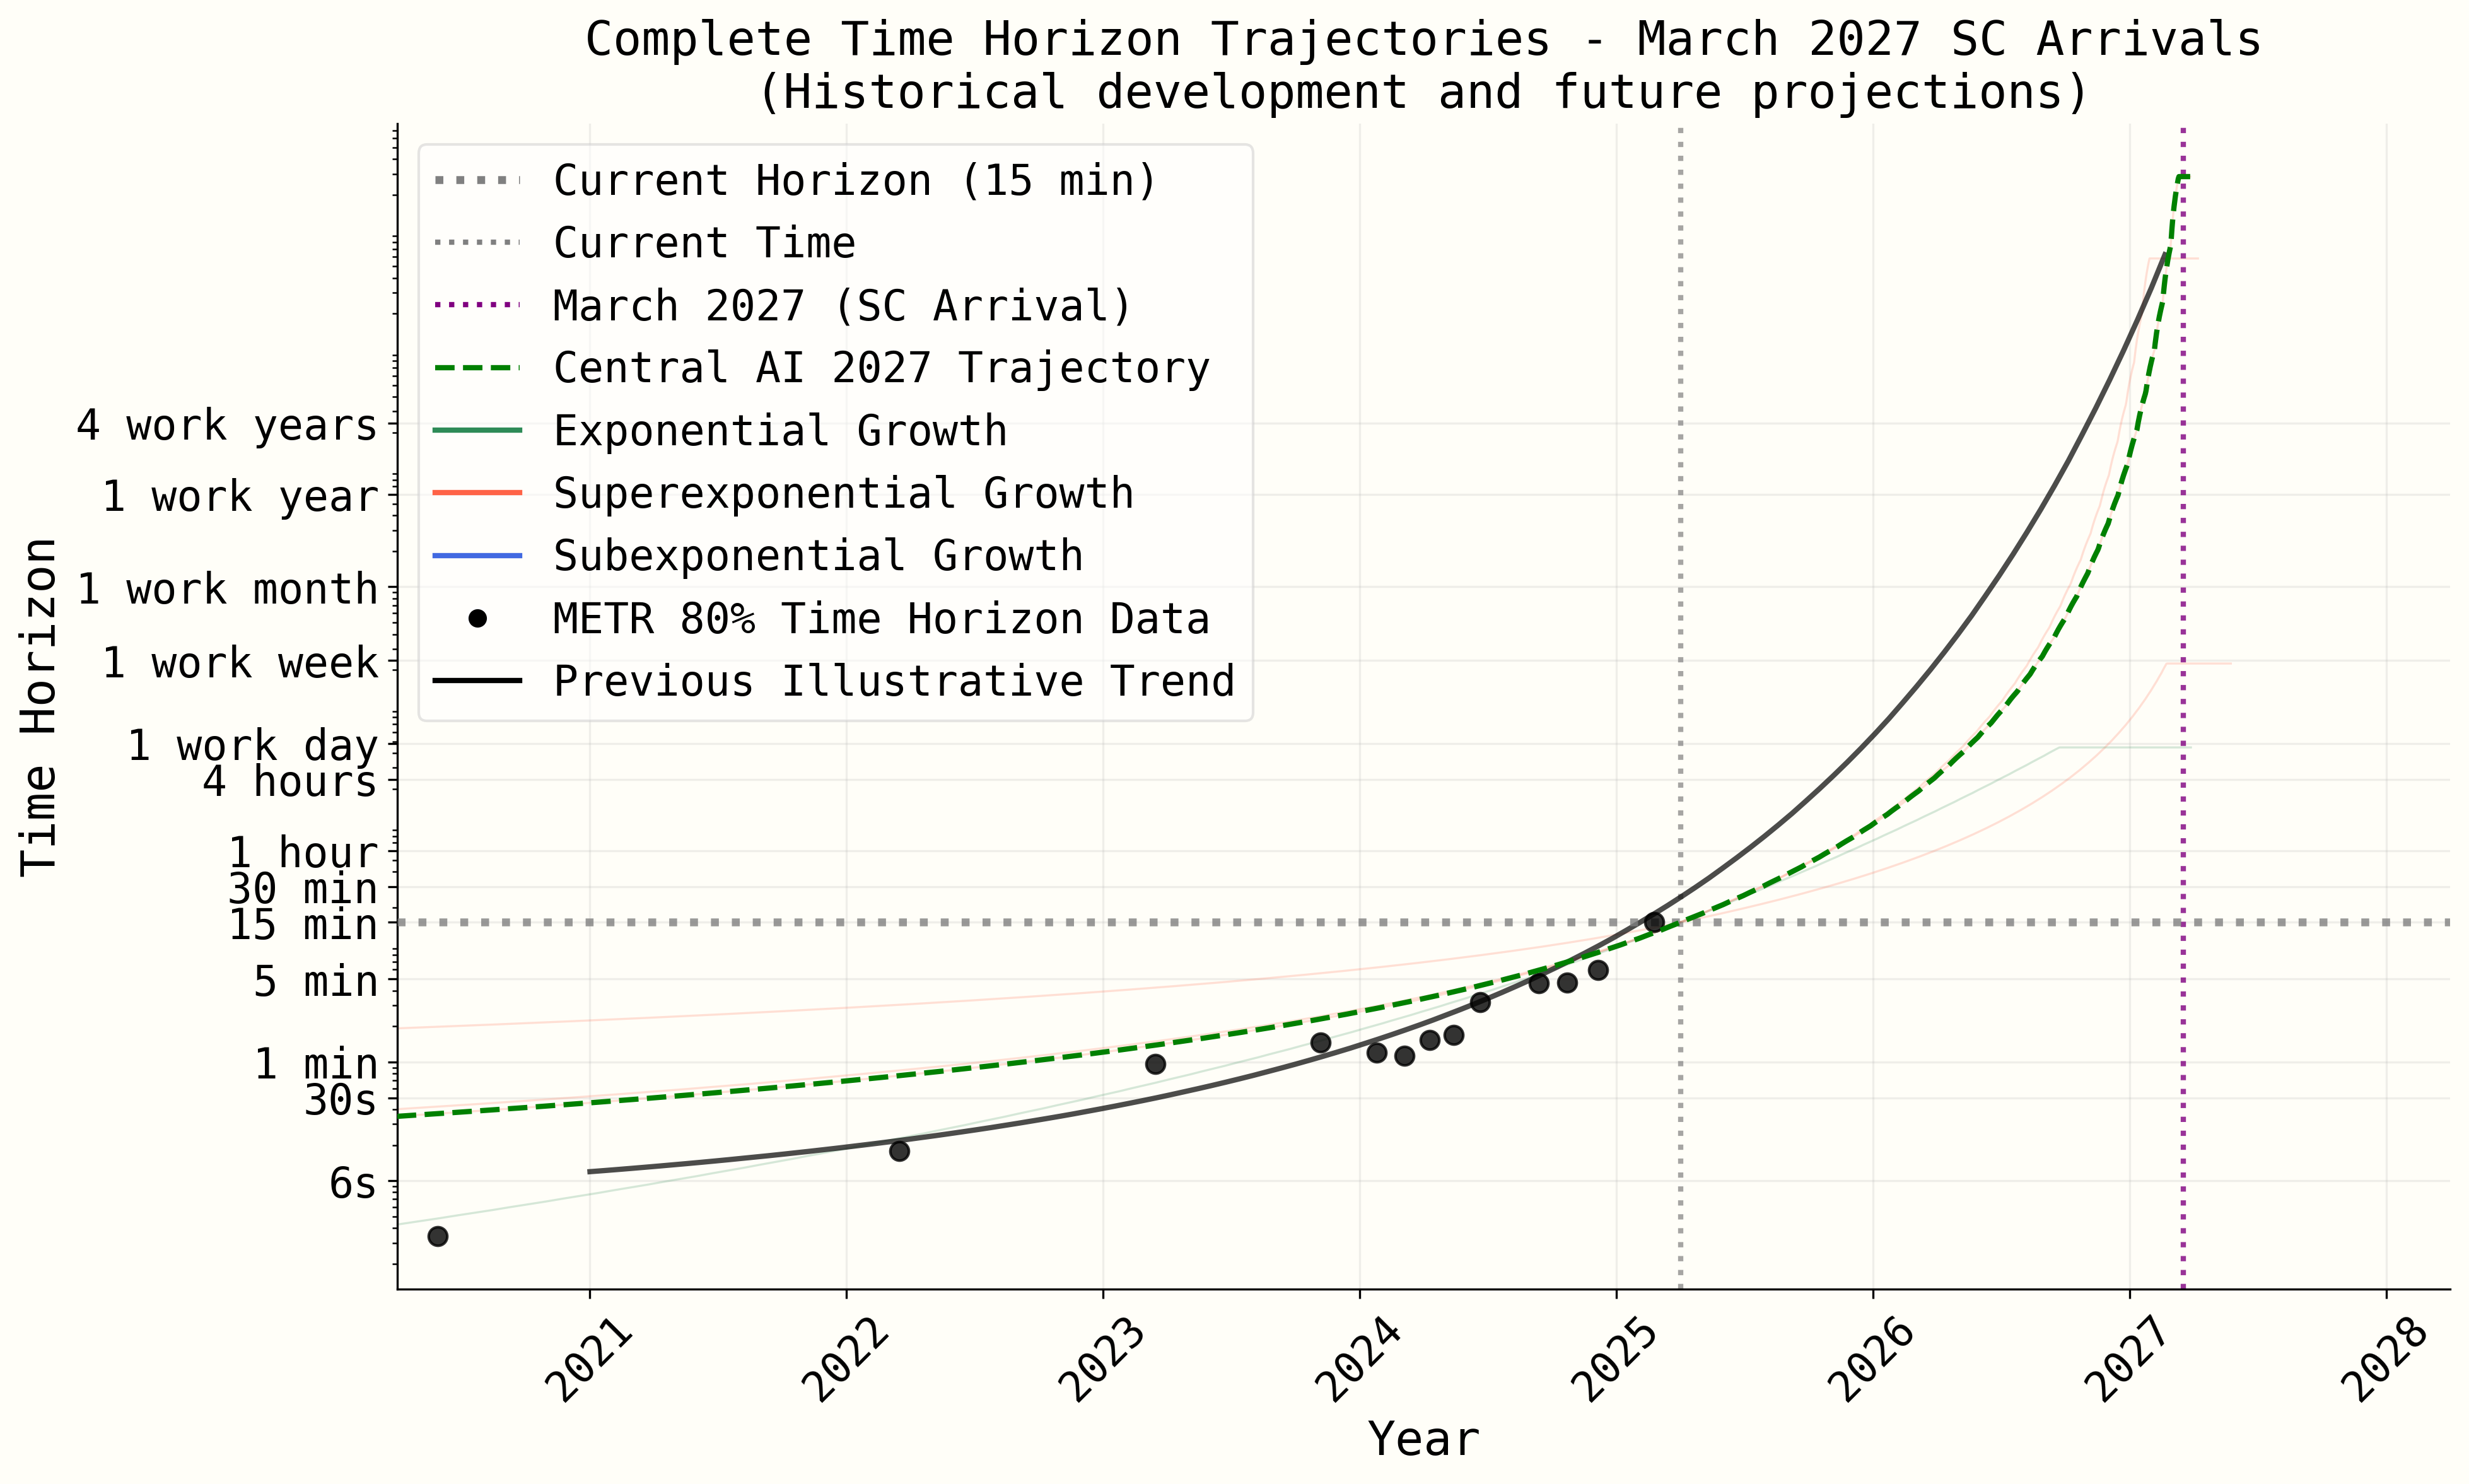 Complete Time Horizon Trajectories - March 2027 SC Arrivals
(Historical development and future projections)
Current Horizon (15 min)
Current Time
March 2027 (SC Arrival)
Central AI 2027 Trajectory
Exponential Growth
Superexponential Growth
Subexponential Growth
METR 80% Time Horizon Data
Previous Illustrative Trend
Time Horizon
4 work years
1 work year
1 work month
1 work week
1 work day
4 hours
1 hour
30 min
15 min
5 min
1 min
30s
6s
2021
2022
2023
2024
2025
2026
2027
2028
Year